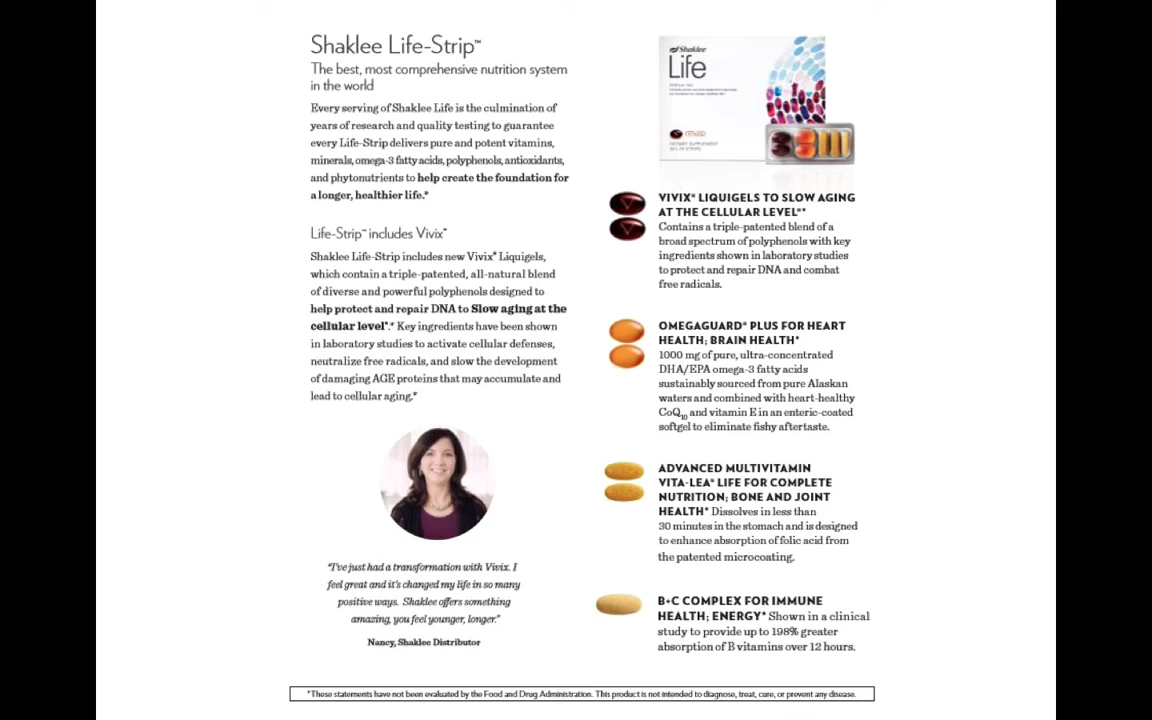 Shaklee Life-Strip™
The best, most comprehensive nutrition system
in the world
Every serving of Shaklee Life is the culmination of
years of research and quality testing to guarantee
every Life-Strip delivers pure and potent vitamins,
minerals, omega-3 fatty acids, polyphenols, antioxidants,
and phytonutrients to help create the foundation for
a longer, healthier life.*
Life-Strip™ includes Vivix®
Shaklee Life-Strip includes new Vivix® Liquigels,
which contain a triple-patented, all-natural blend
of diverse and powerful polyphenols designed to
help protect and repair DNA to Slow aging at the
cellular level*.* Key ingredients have been shown
in laboratory studies to activate cellular defenses,
neutralize free radicals, and slow the development
of damaging AGE proteins that may accumulate and
lead to cellular aging.*
"I've just had a transformation with Vivix. I
feel great and it's changed my life in so many
positive ways. Shaklee offers something
amazing, you feel younger, longer."
Nancy, Shaklee Distributor
Shaklee
Life
VIVIX® LIQUIGELS TO SLOW AGING
AT THE CELLULAR LEVEL**
Contains a triple-patented blend of a
broad spectrum of polyphenols with key
ingredients shown in laboratory studies
to protect and repair DNA and combat
free radicals.
OMEGAGUARD® PLUS FOR HEART
HEALTH; BRAIN HEALTH*
1000 mg of pure, ultra-concentrated
DHA/EPA omega-3 fatty acids
sustainably sourced from pure Alaskan
waters and combined with heart-healthy
CoQ10 and vitamin E in an enteric-coated
softgel to eliminate fishy aftertaste.
ADVANCED MULTIVITAMIN
VITA-LEA® LIFE FOR COMPLETE
NUTRITION; BONE AND JOINT
HEALTH* Dissolves in less than
30 minutes in the stomach and is designed
to enhance absorption of folic acid from
the patented microcoating.
B+C COMPLEX FOR IMMUNE
HEALTH; ENERGY* Shown in a clinical
study to provide up to 198% greater
absorption of B vitamins over 12 hours.
*These statements have not been evaluated by the Food and Drug Administration. This product is not intended to diagnose, treat, cure, or prevent any disease.